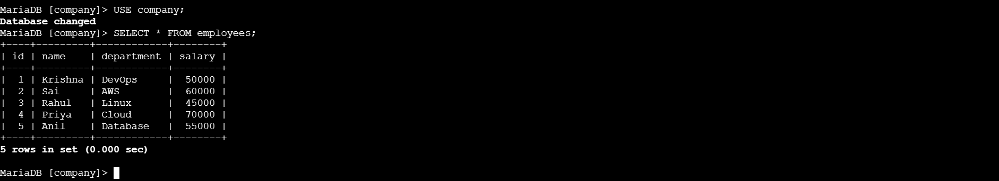 MariaDB [company]> USE company;
Database changed
MariaDB [company]> SELECT * FROM employees;
+----+---------+------------+--------+
| id | name    | department | salary |
+----+---------+------------+--------+
|  1 | Krishna | DevOps     |  50000 |
|  2 | Sai     | AWS        |  60000 |
|  3 | Rahul   | Linux      |  45000 |
|  4 | Priya   | Cloud      |  70000 |
|  5 | Anil    | Database   |  55000 |
+----+---------+------------+--------+
5 rows in set (0.000 sec)
MariaDB [company]>